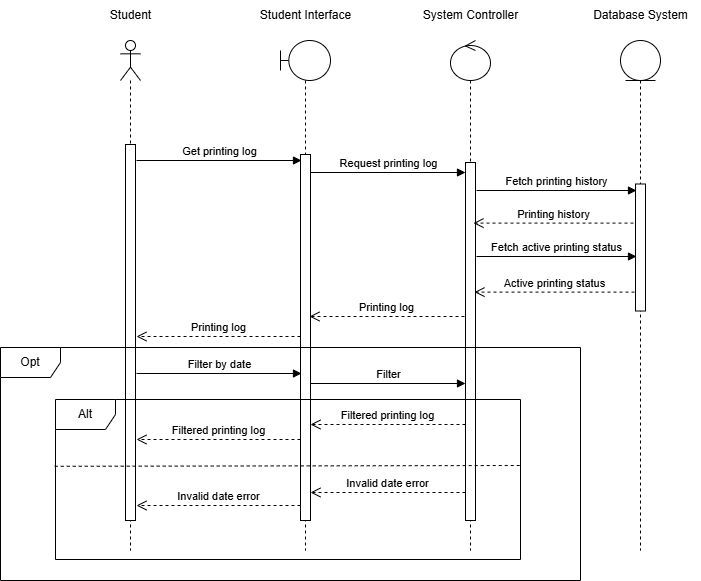 Student
Student Interface
System Controller
Database System
Get printing log
Request printing log
Fetch printing history
Printing history
Fetch active printing status
Active printing status
Printing log
Printing log
Opt
Filter by date
Filter
Alt
Filtered printing log
Filtered printing log
Invalid date error
Invalid date error